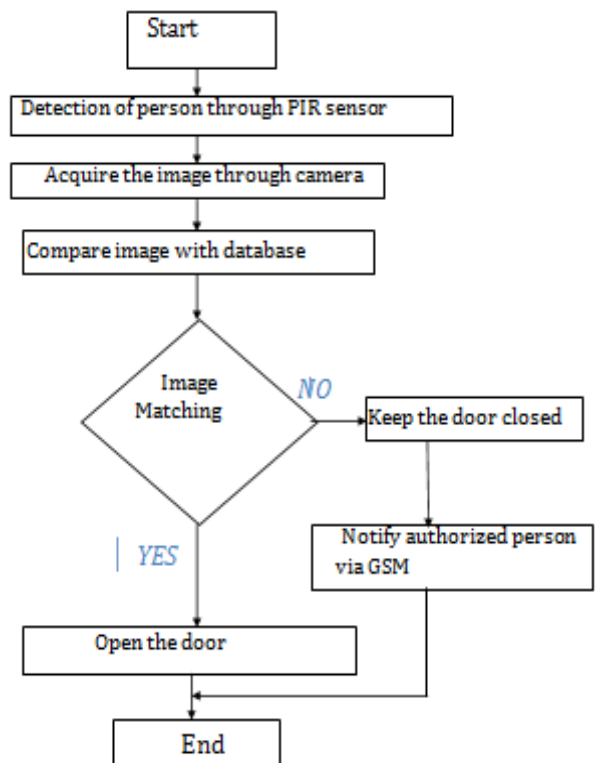 Start
Detection of person through PIR sensor
Acquire the image through camera
Compare image with database
Image
Matching
NO
Keep the door closed
Notify authorized person
via GSM
YES
Open the door
End